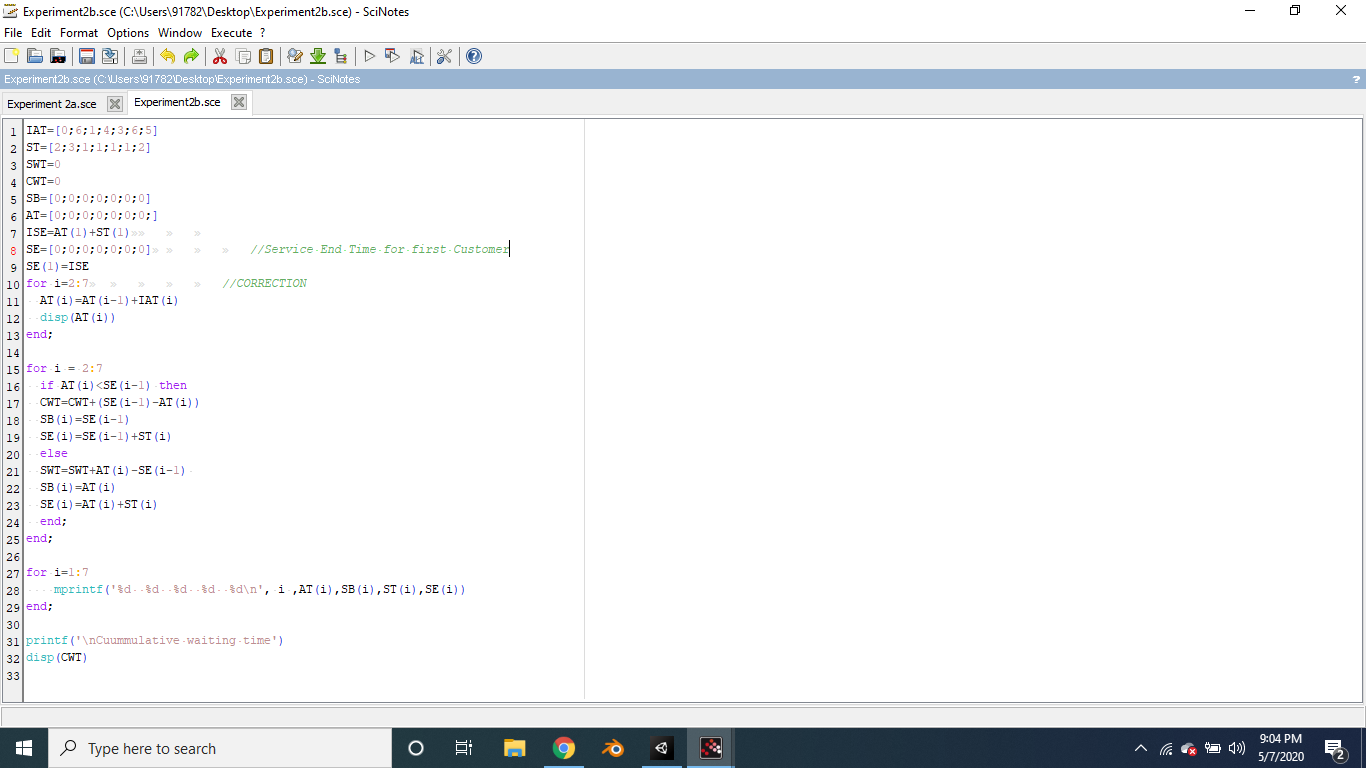 Experiment2b.sce (C:\Users\91782\Desktop\Experiment2b.sce) - SciNotes
File Edit Format Options Window Execute ?
Experiment2b.sce (C:\Users\91782\Desktop\Experiment2b.sce) - SciNotes ?
Experiment 2a.sce Experiment2b.sce
1 IAT=[0;6;1;4;3;6;5]
2 ST=[2;3;1;1;1;1;2]
3 SWT=0
4 CWT=0
5 SB=[0;0;0;0;0;0;0]
6 AT=[0;0;0;0;0;0;0;]
7 ISE=AT(1)+ST(1)
8 SE=[0;0;0;0;0;0;0] //Service End Time for first Customer
9 SE(1)=ISE
10 for i=2:7 //CORRECTION
11 AT(i)=AT(i-1)+IAT(i)
12 disp(AT(i))
13 end;
14
15 for i = 2:7
16 if AT(i)<SE(i-1) then
17 CWT=CWT+(SE(i-1)-AT(i))
18 SB(i)=SE(i-1)
19 SE(i)=SE(i-1)+ST(i)
20 else
21 SWT=SWT+AT(i)-SE(i-1)
22 SB(i)=AT(i)
23 SE(i)=AT(i)+ST(i)
24 end;
25 end;
26
27 for i=1:7
28 mprintf('%d  %d  %d  %d  %d\n', i ,AT(i),SB(i),ST(i),SE(i))
29 end;
30
31 printf('\nCuummulative waiting time')
32 disp(CWT)
33
Type here to search
9:04 PM
5/7/2020
2